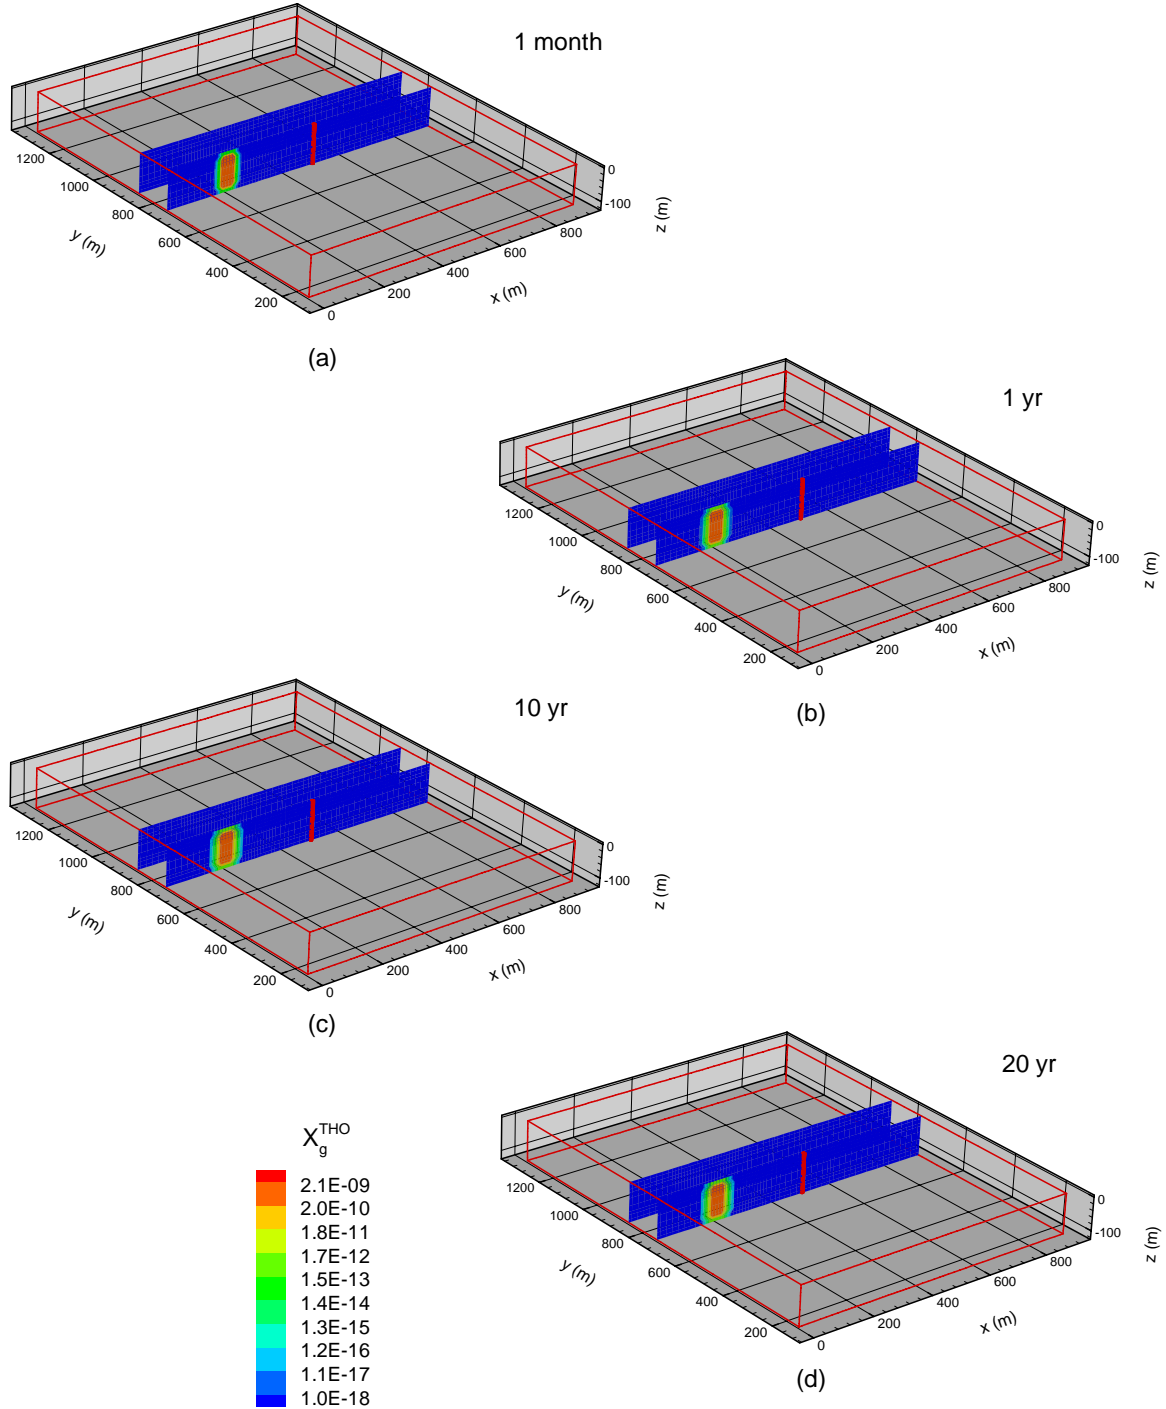 1 month
0
-100
z (m)
1200
1000
800
600
400
200
y (m)
0
200
400
600
800
x (m)
(a)
1 yr
0
-100
z (m)
1200
1000
800
600
400
200
y (m)
0
200
400
600
800
x (m)
(b)
10 yr
0
-100
z (m)
1200
1000
800
600
400
200
y (m)
0
200
400
600
800
x (m)
(c)
20 yr
0
-100
z (m)
1200
1000
800
600
400
200
y (m)
0
200
400
600
800
x (m)
(d)
X_g^THO
2.1E-09
2.0E-10
1.8E-11
1.7E-12
1.5E-13
1.4E-14
1.3E-15
1.2E-16
1.1E-17
1.0E-18